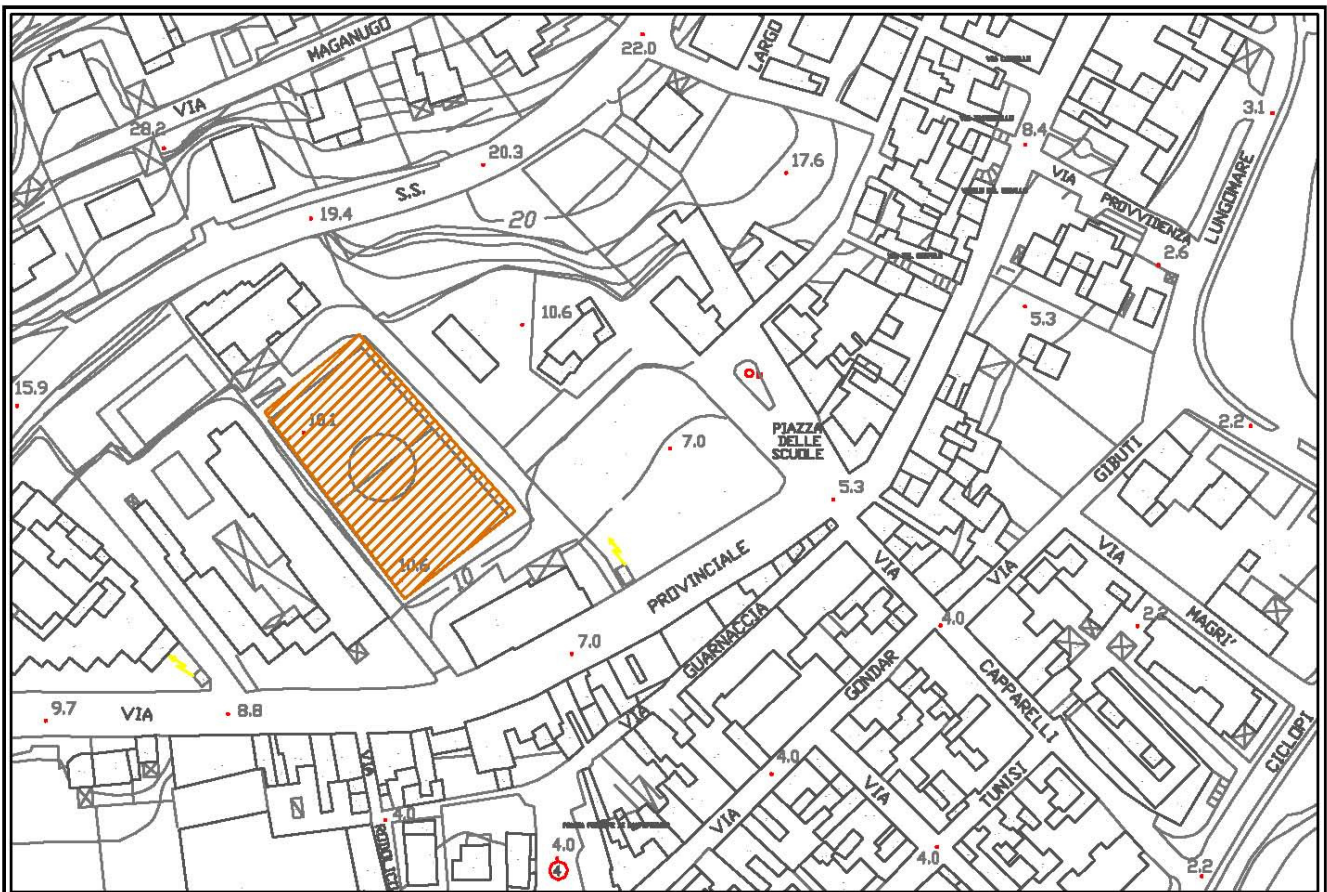 22.0
LARGO
MAGANUGO
VIA
28.2
3.1
8.4
20.3
17.6
S.S.
VIA
PROVVIDENZA
LUNGOMARE
19.4
20
2.6
10.6
5.3
15.9
10.1
PIAZZA
DELLE
SCUOLE
7.0
2.2
GIBUTI
5.3
10.6
10
PROVINCIALE
VIA
VIA
VIA
MAGRI'
GUARNACCIA
4.0
2.2
7.0
GONDAR
CAPPARELLI
9.7
VIA
8.8
VIA
CICLOPI
VIA
4.0
TUNISI
VIA
VIA
4.0
RIDOLICO
4.0
4
4.0
2.2